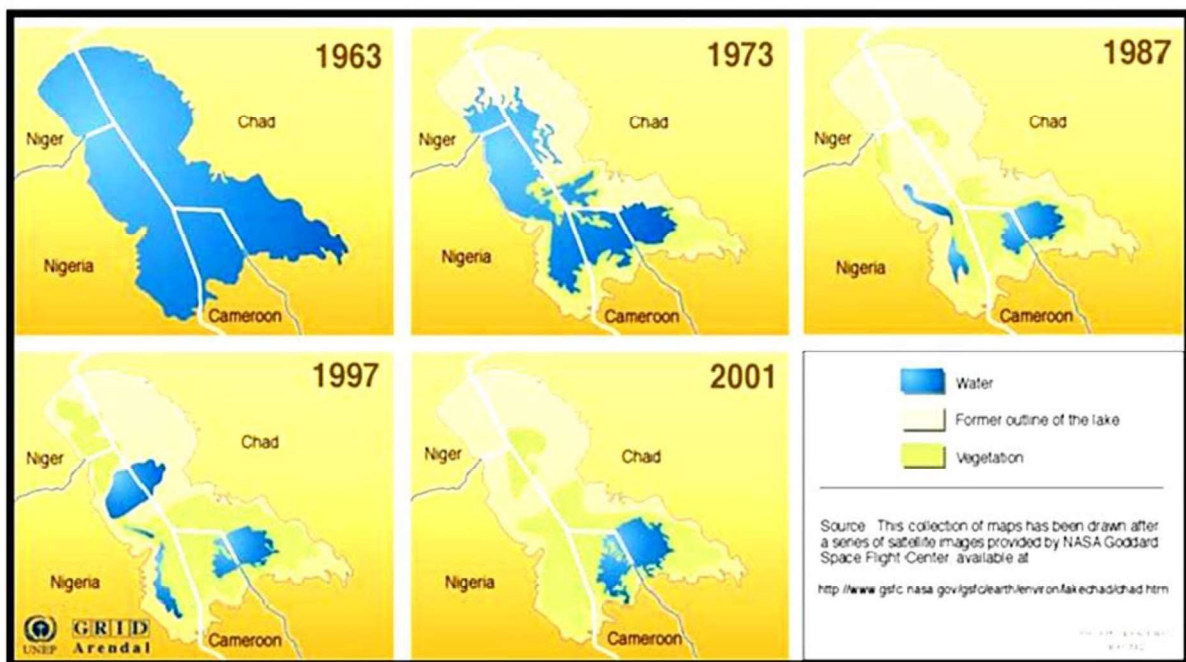 1963
Chad
Niger
Nigeria
Cameroon
1973
Chad
Niger
Nigeria
Cameroon
1987
Chad
Niger
Nigeria
Cameroon
1997
Chad
Niger
Nigeria
Cameroon
UNEP
GRID
Arendal
2001
Chad
Niger
Nigeria
Cameroon
Water
Former outline of the lake
Vegetation
Source This collection of maps has been drawn after
a series of satellite images provided by NASA Goddard
Space Flight Center available at
http://www.gsfc.nasa.gov/gsfc/earth/environ/lakechad/chad.htm